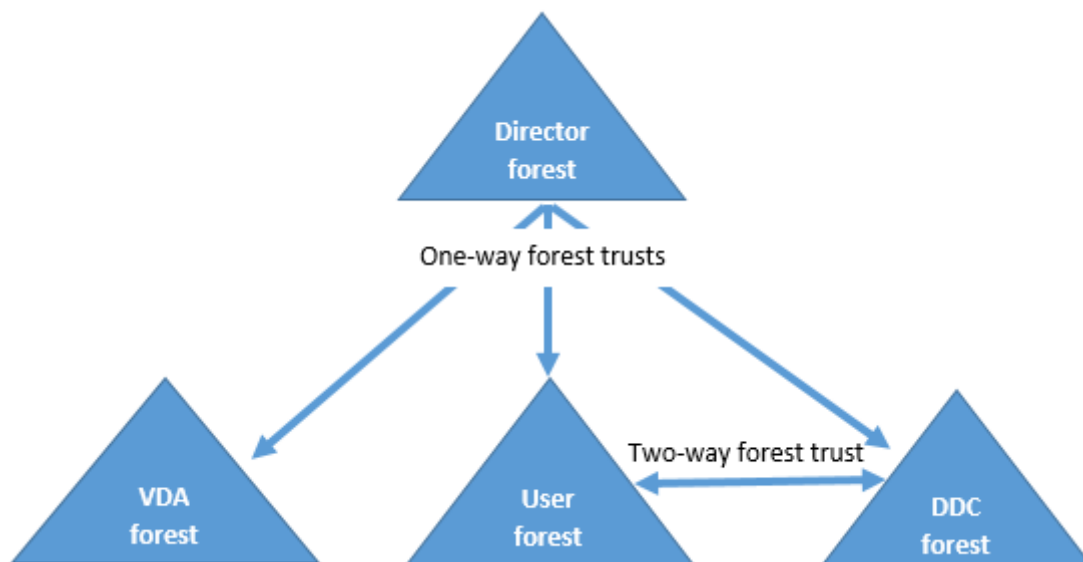 Director
forest
One-way forest trusts
Two-way forest trust
VDA
forest
User
forest
DDC
forest